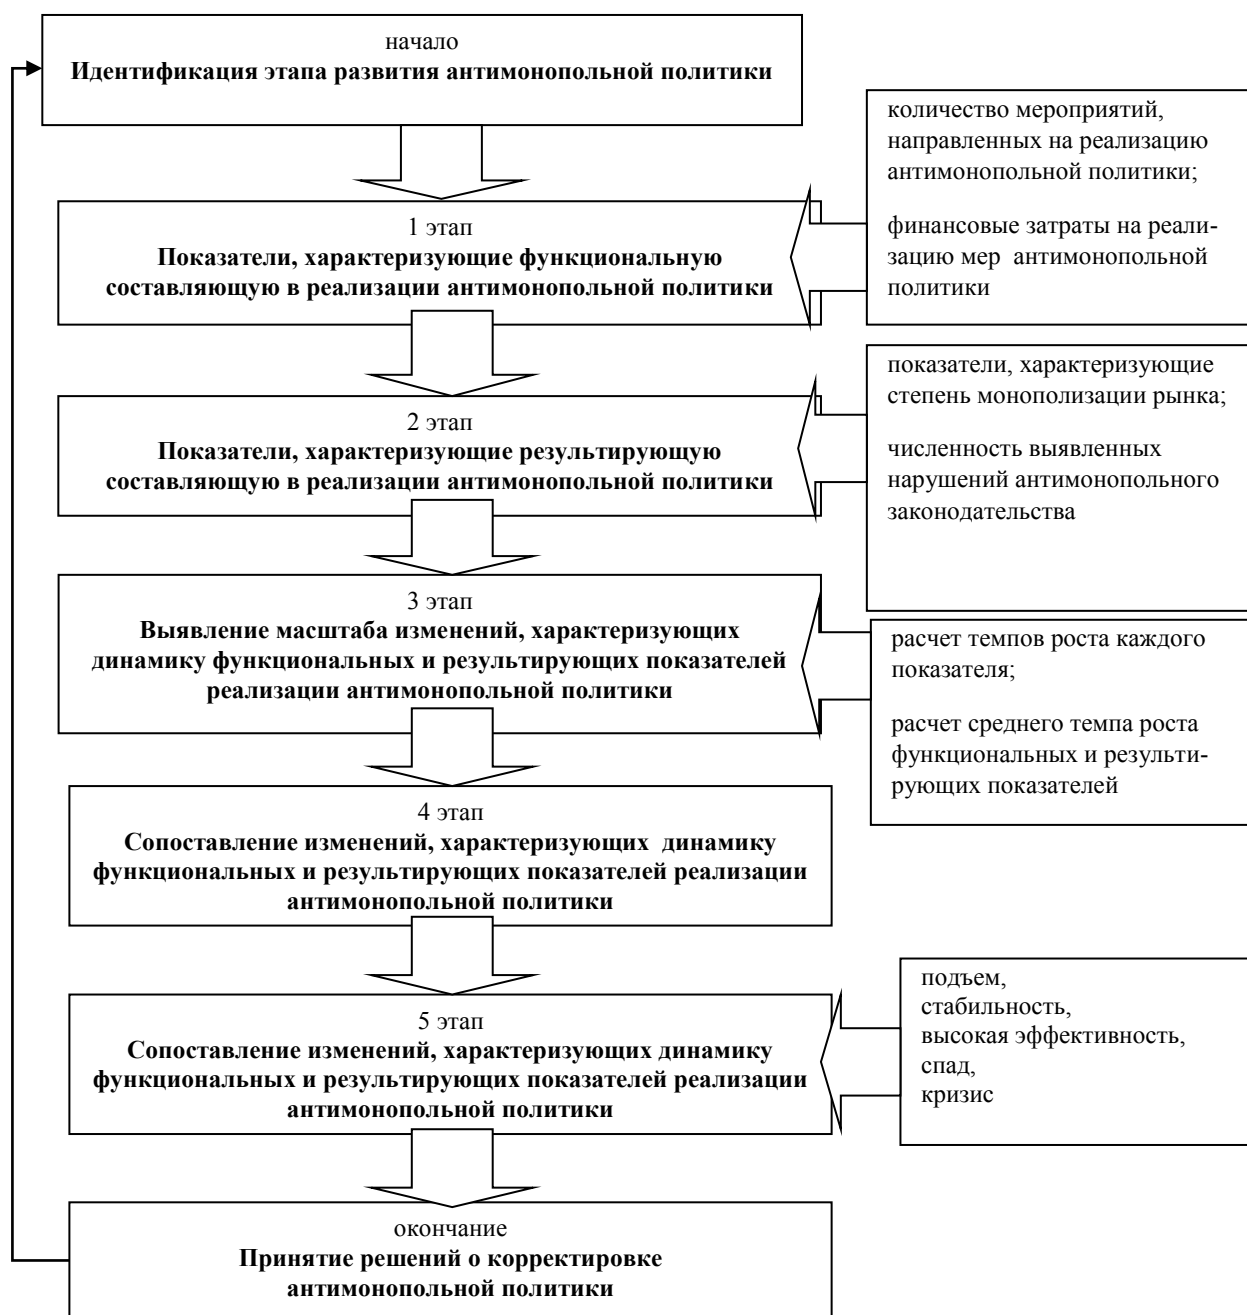 начало
Идентификация этапа развития антимонопольной политики
количество мероприятий,
направленных на реализацию
антимонопольной политики;
финансовые затраты на реали-
зацию мер антимонопольной
политики
1 этап
Показатели, характеризующие функциональную
составляющую в реализации антимонопольной политики
показатели, характеризующие
степень монополизации рынка;
численность выявленных
нарушений антимонопольного
законодательства
2 этап
Показатели, характеризующие результирующую
составляющую в реализации антимонопольной политики
3 этап
Выявление масштаба изменений, характеризующих
динамику функциональных и результирующих показателей
реализации антимонопольной политики
расчет темпов роста каждого
показателя;
расчет среднего темпа роста
функциональных и результи-
рующих показателей
4 этап
Сопоставление изменений, характеризующих динамику
функциональных и результирующих показателей реализации
антимонопольной политики
5 этап
Сопоставление изменений, характеризующих динамику
функциональных и результирующих показателей реализации
антимонопольной политики
подъем,
стабильность,
высокая эффективность,
спад,
кризис
окончание
Принятие решений о корректировке
антимонопольной политики